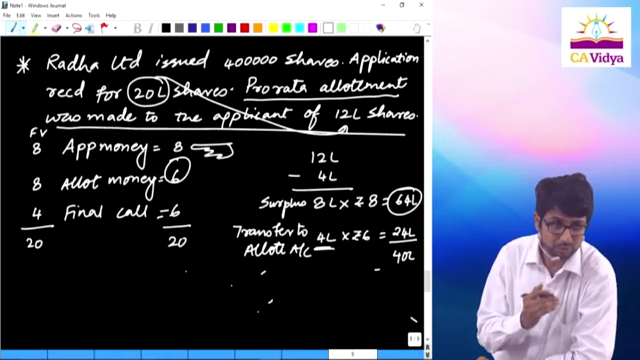 Note1 - Windows Journal
File Edit View Insert Actions Tools Help
CA Vidya
* Radha Ltd issued 400000 shares. Application
recd for 20L shares. Prorata allotement
was made to the applicant of 12L shares.
FV
8 App money = 8
8 Allot money = 6
4 Final call = 6
20 20
12L
- 4L
Surplus 8L x ₹8 = 64L
Transfer to 4L x ₹6 = 24L
Allott A/c
40L